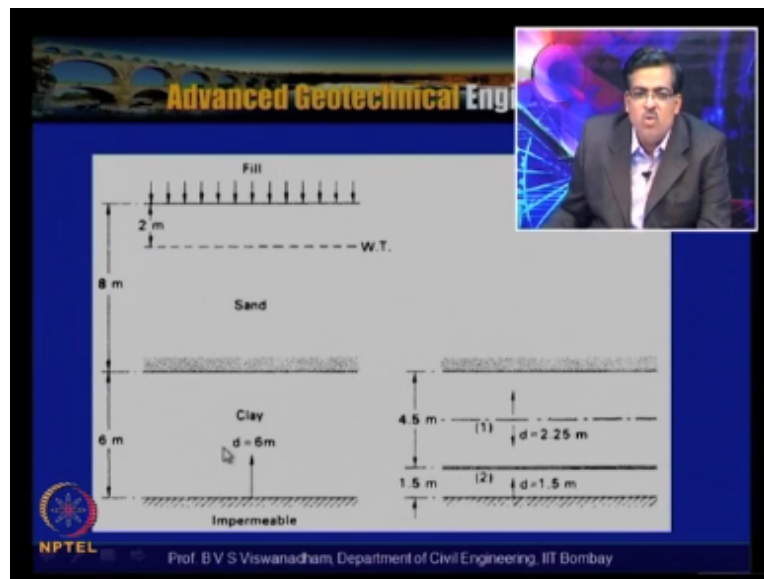 Advanced Geotechnical Engi
Fill
2 m
W.T.
8 m
Sand
Clay
d = 6m
6 m
Impermeable
4.5 m
(1)
d = 2.25 m
1.5 m
(2)
d = 1.5 m
NPTEL
Prof. B V S Viswanadham, Department of Civil Engineering, IIT Bombay